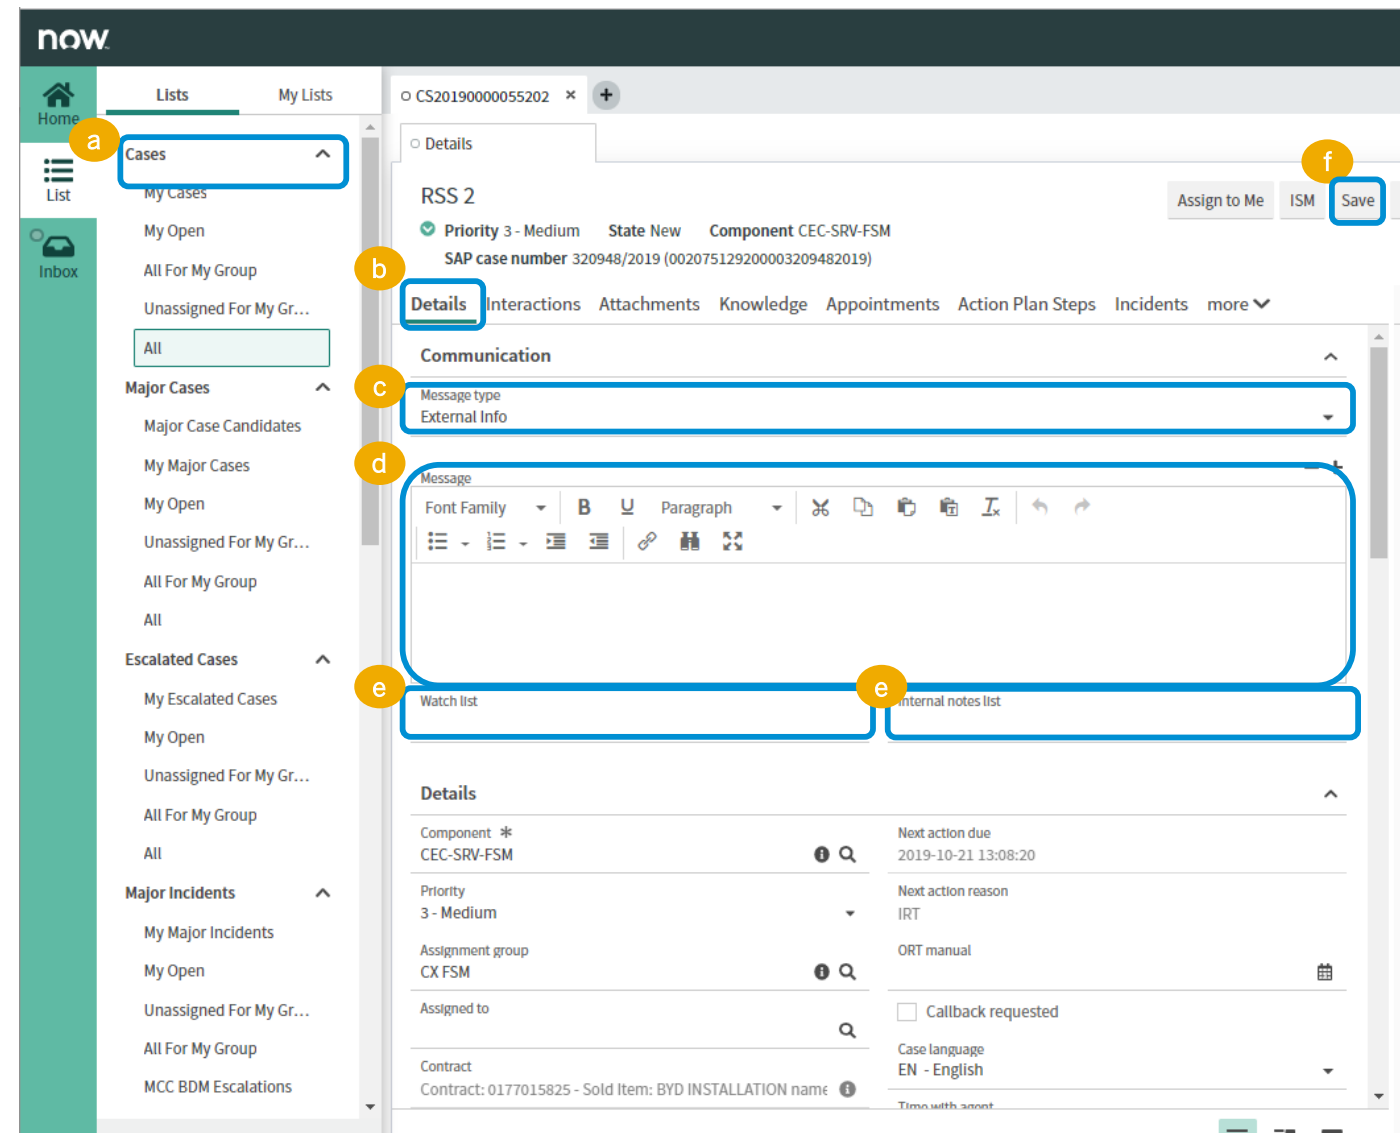 now.
Home
List
Inbox
Lists
My Lists
a
Cases
My Cases
My Open
All For My Group
Unassigned For My Gr...
All
Major Cases
Major Case Candidates
My Major Cases
My Open
Unassigned For My Gr...
All For My Group
All
Escalated Cases
My Escalated Cases
My Open
Unassigned For My Gr...
All For My Group
All
Major Incidents
My Major Incidents
My Open
Unassigned For My Gr...
All For My Group
MCC BDM Escalations
CS20190000055202
Details
RSS 2
Assign to Me
ISM
f
Save
Priority 3 - Medium State New Component CEC-SRV-FSM
SAP case number 320948/2019 (002075129200003209482019)
b
Details Interactions Attachments Knowledge Appointments Action Plan Steps Incidents more
Communication
c
Message type
External Info
d
Message
Font Family B U Paragraph
e
Watch list
e
Internal notes list
Details
Component *
CEC-SRV-FSM
Next action due
2019-10-21 13:08:20
Priority
3 - Medium
Next action reason
IRT
Assignment group
CX FSM
ORT manual
Assigned to
Callback requested
Case language
EN - English
Contract
Contract: 0177015825 - Sold Item: BYD INSTALLATION name
Time with agent